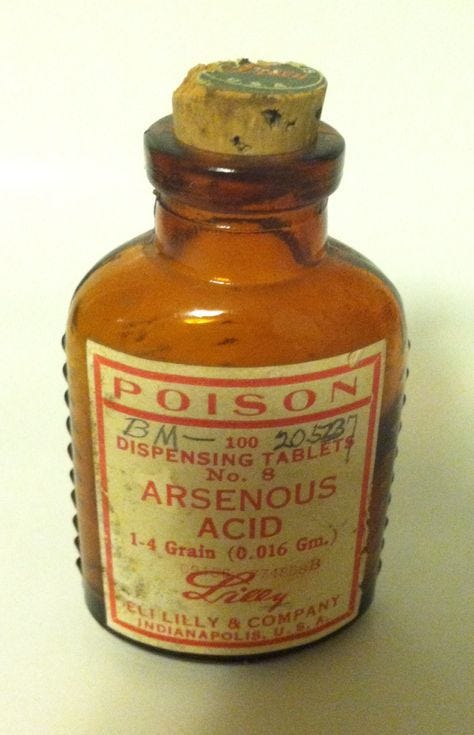 POISON
BM— 100 205237
DISPENSING TABLETS
No. 8
ARSENOUS
ACID
1-4 Grain (0.016 Gm.)
Lilly
ELI LILLY & COMPANY
INDIANAPOLIS, U. S. A.